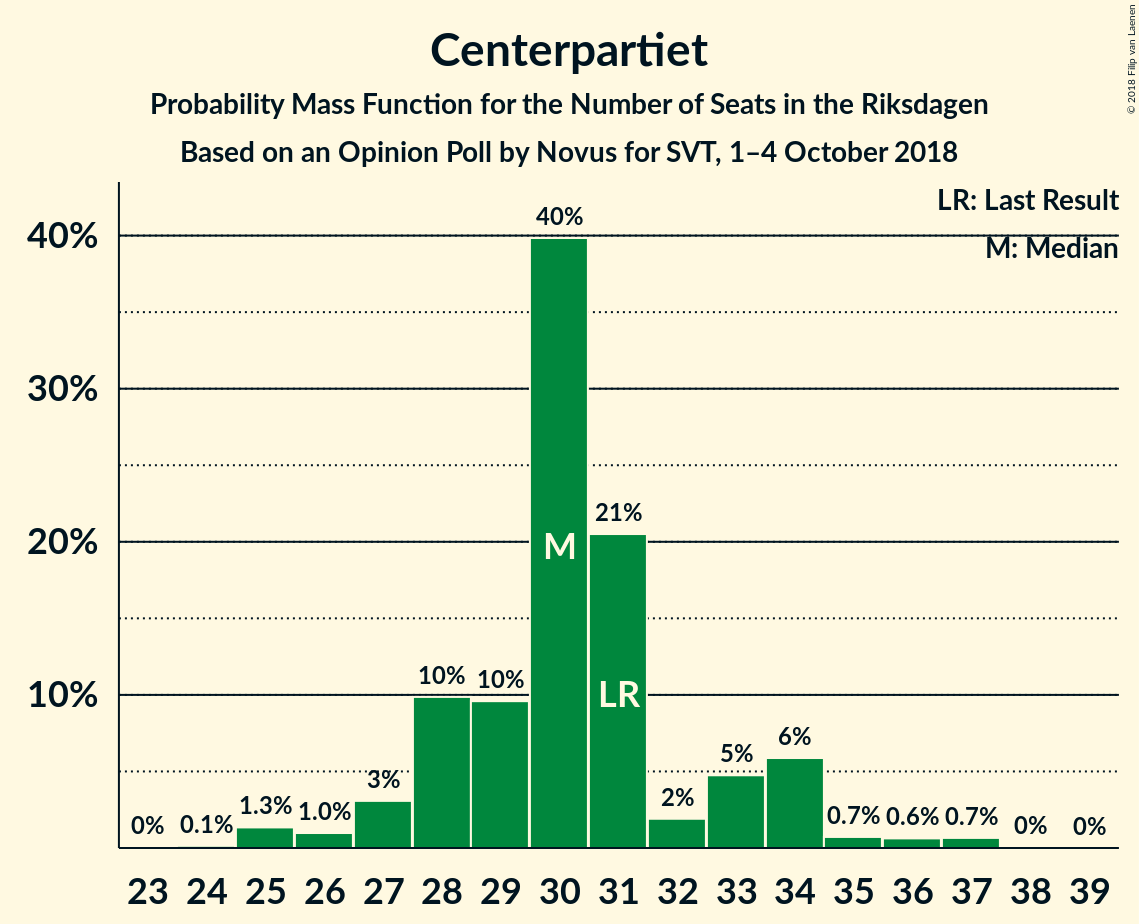 Centerpartiet
Probability Mass Function for the Number of Seats in the Riksdagen
Based on an Opinion Poll by Novus for SVT, 1–4 October 2018
© 2018 Filip van Laenen
LR: Last Result
M: Median
40%
30%
20%
10%
0% 0.1% 1.3% 1.0% 3% 10% 10% 40% 21% 2% 5% 6% 0.7% 0.6% 0.7% 0% 0%
M
LR
23 24 25 26 27 28 29 30 31 32 33 34 35 36 37 38 39